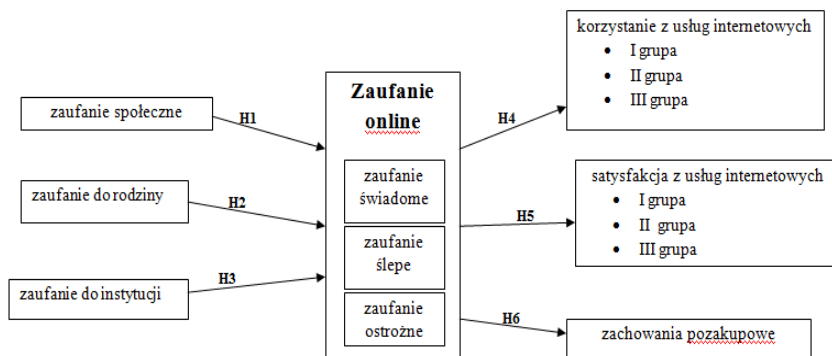 zaufanie społeczne
H1
zaufanie do rodziny
H2
zaufanie do instytucji
H3
Zaufanie
online
zaufanie
świadome
zaufanie
ślepe
zaufanie
ostrożne
H4
korzystanie z usług internetowych
• I grupa
• II grupa
• III grupa
H5
satysfakcja z usług internetowych
• I grupa
• II grupa
• III grupa
H6
zachowania pozakupowe